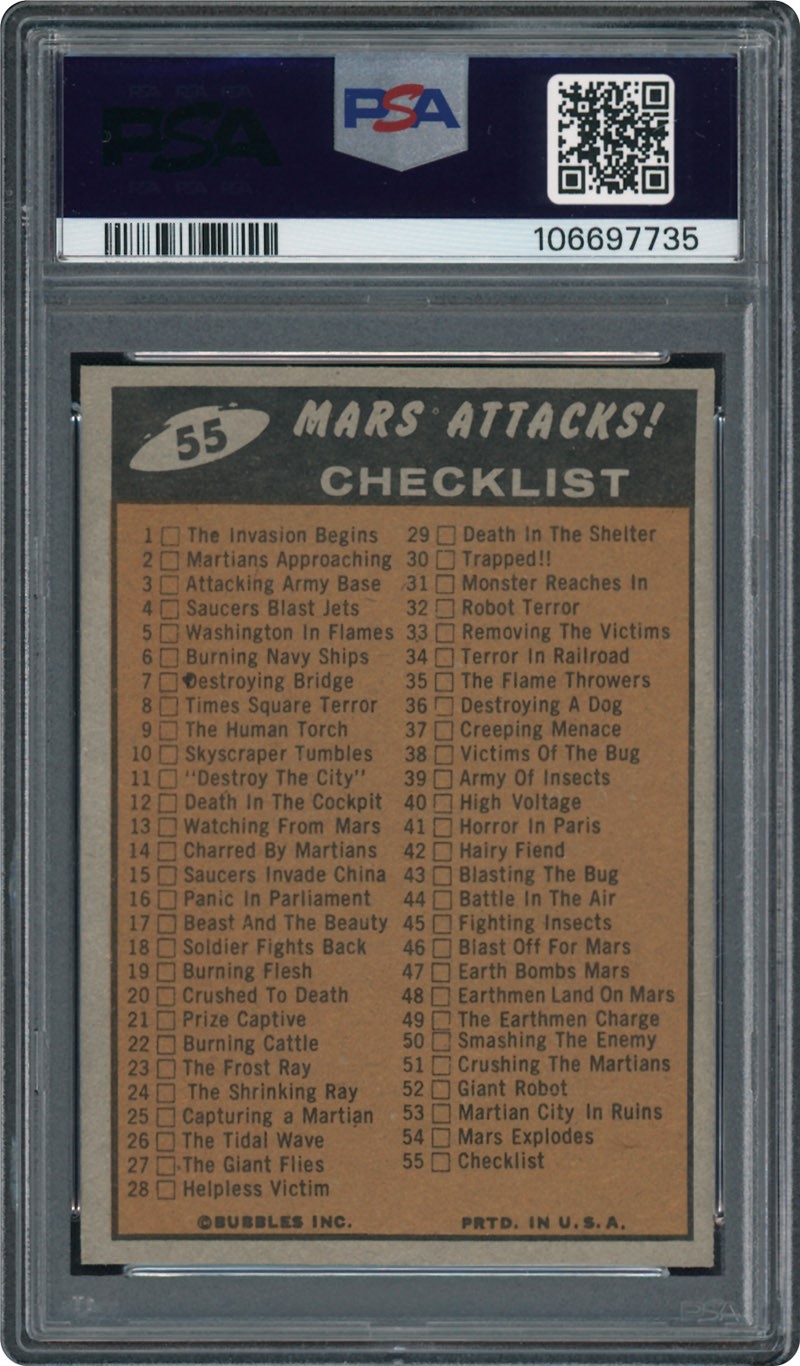 PSA
PSA PSA PSA
PSA
PSA PSA PSA
106697735
55
MARS ATTACKS!
CHECKLIST
1 The Invasion Begins
2 Martians Approaching
3 Attacking Army Base
4 Saucers Blast Jets
5 Washington In Flames
6 Burning Navy Ships
7 Destroying Bridge
8 Times Square Terror
9 The Human Torch
10 Skyscraper Tumbles
11 "Destroy The City"
12 Death In The Cockpit
13 Watching From Mars
14 Charred By Martians
15 Saucers Invade China
16 Panic In Parliament
17 Beast And The Beauty
18 Soldier Fights Back
19 Burning Flesh
20 Crushed To Death
21 Prize Captive
22 Burning Cattle
23 The Frost Ray
24 The Shrinking Ray
25 Capturing a Martian
26 The Tidal Wave
27 The Giant Flies
28 Helpless Victim
29 Death In The Shelter
30 Trapped!!
31 Monster Reaches In
32 Robot Terror
33 Removing The Victims
34 Terror In Railroad
35 The Flame Throwers
36 Destroying A Dog
37 Creeping Menace
38 Victims Of The Bug
39 Army Of Insects
40 High Voltage
41 Horror In Paris
42 Hairy Fiend
43 Blasting The Bug
44 Battle In The Air
45 Fighting Insects
46 Blast Off For Mars
47 Earth Bombs Mars
48 Earthmen Land On Mars
49 The Earthmen Charge
50 Smashing The Enemy
51 Crushing The Martians
52 Giant Robot
53 Martian City In Ruins
54 Mars Explodes
55 Checklist
©BUBBLES INC.
PRTD. IN U.S.A.
PSA